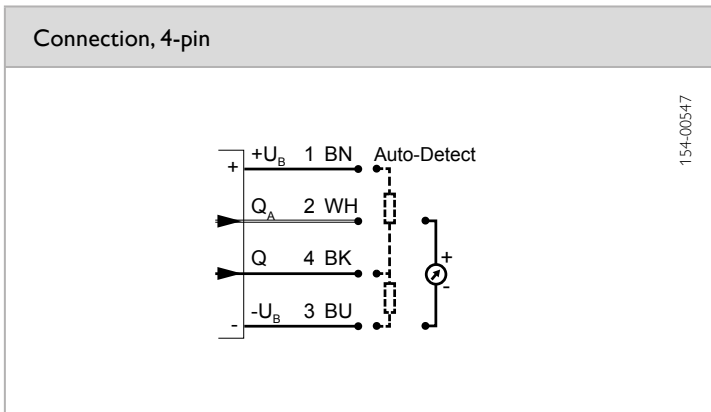 Connection, 4-pin
154-00547
+U_B 1 BN Auto-Detect
+
Q_A 2 WH
Q 4 BK
+
-
-U_B 3 BU
-